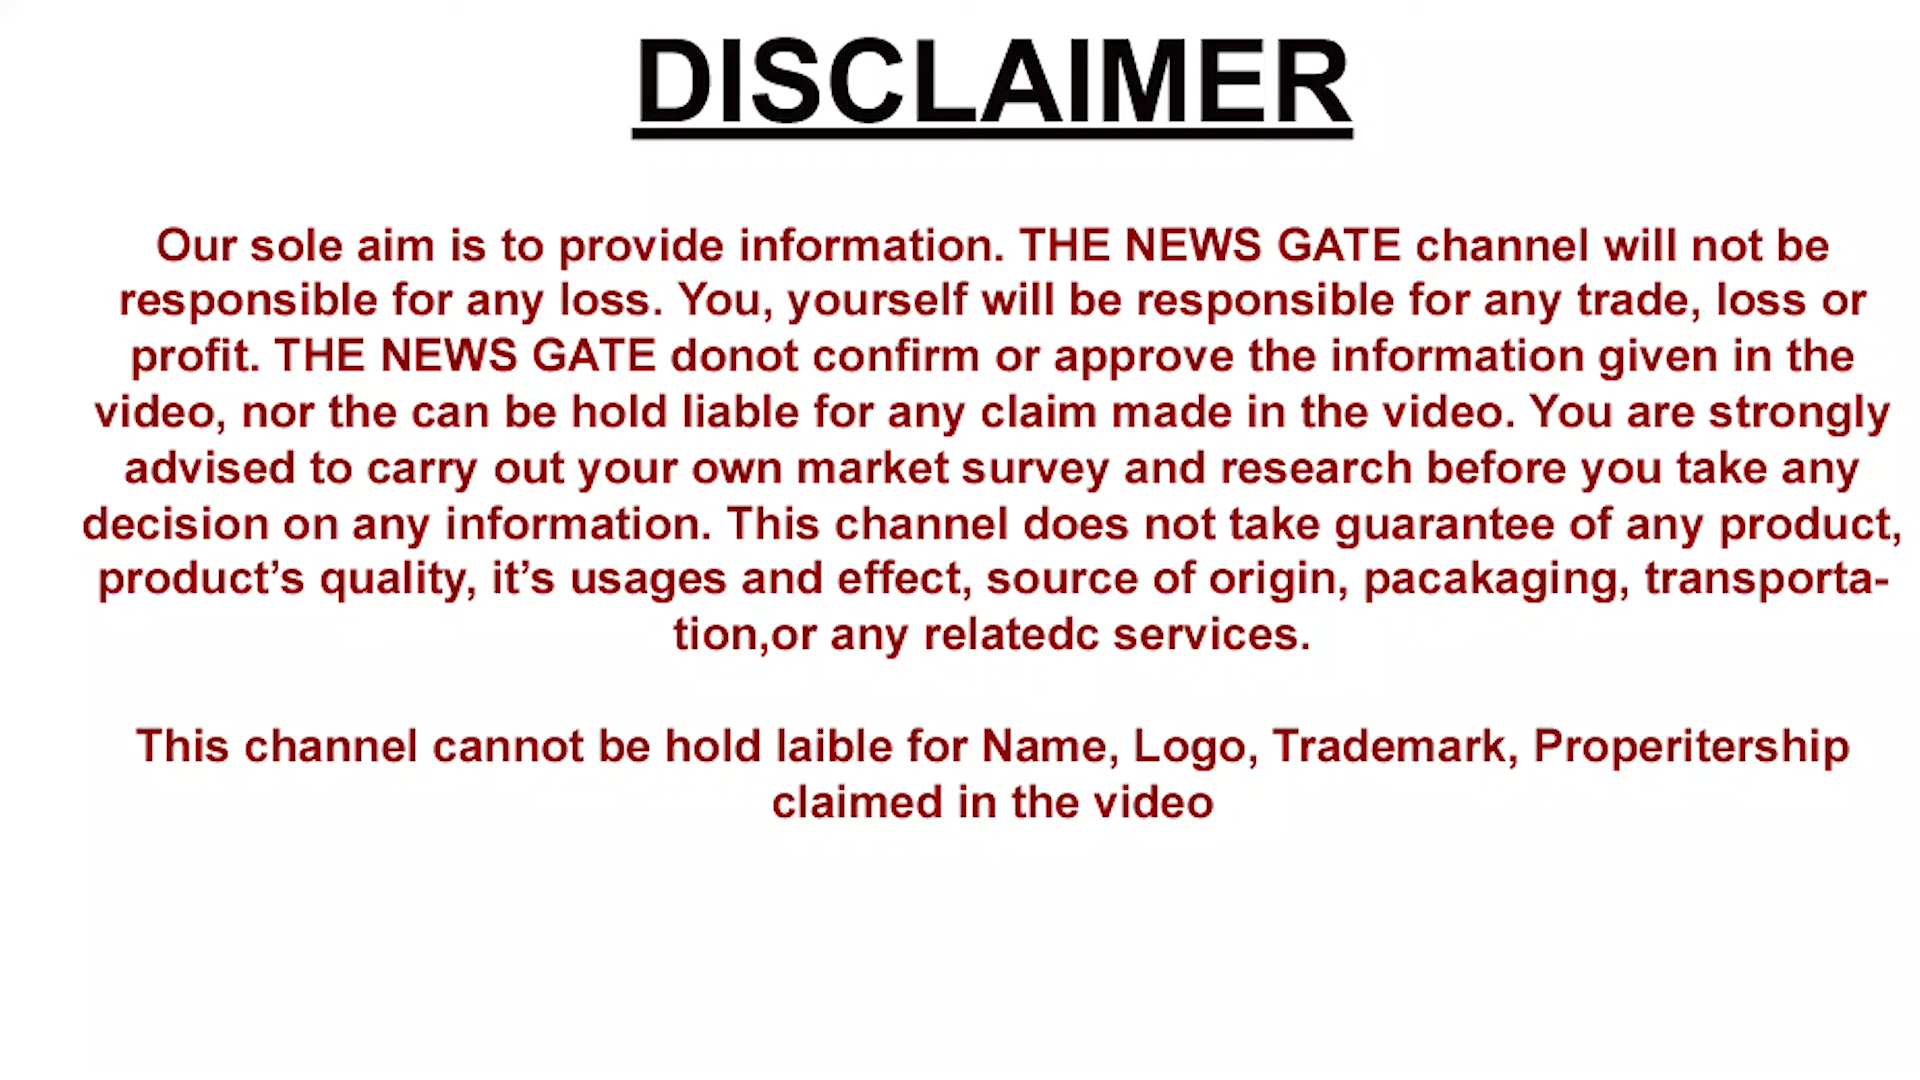 DISCLAIMER
Our sole aim is to provide information. THE NEWS GATE channel will not be
responsible for any loss. You, yourself will be responsible for any trade, loss or
profit. THE NEWS GATE donot confirm or approve the information given in the
video, nor the can be hold liable for any claim made in the video. You are strongly
advised to carry out your own market survey and research before you take any
decision on any information. This channel does not take guarantee of any product,
product’s quality, it’s usages and effect, source of origin, pacakaging, transporta-
tion,or any relatedc services.
This channel cannot be hold laible for Name, Logo, Trademark, Properitership
claimed in the video